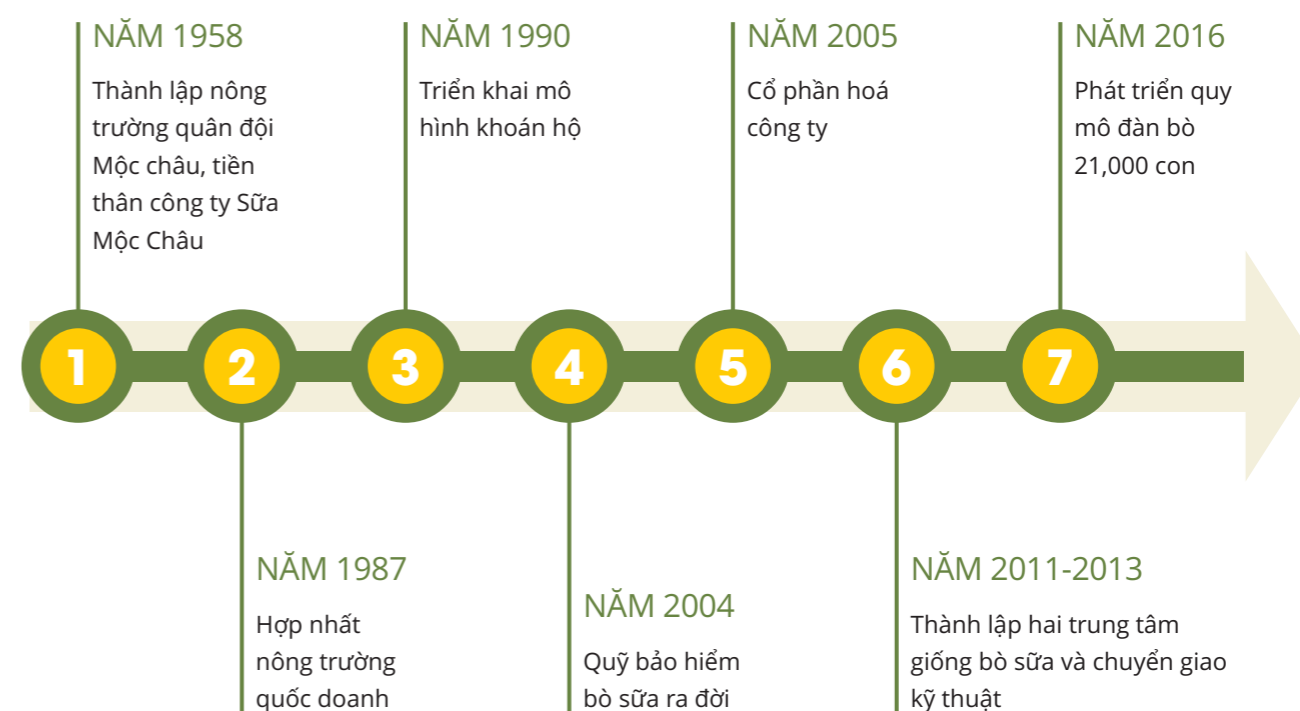 NĂM 1958
Thành lập nông
trường quân đội
Mộc châu, tiền
thân công ty Sữa
Mộc Châu
NĂM 1990
Triển khai mô
hình khoán hộ
NĂM 2005
Cổ phần hoá
công ty
NĂM 2016
Phát triển quy
mô đàn bò
21,000 con
1
2
3
4
5
6
7
NĂM 1987
Hợp nhất
nông trường
quốc doanh
NĂM 2004
Quỹ bảo hiểm
bò sữa ra đời
NĂM 2011-2013
Thành lập hai trung tâm
giống bò sữa và chuyển giao
kỹ thuật